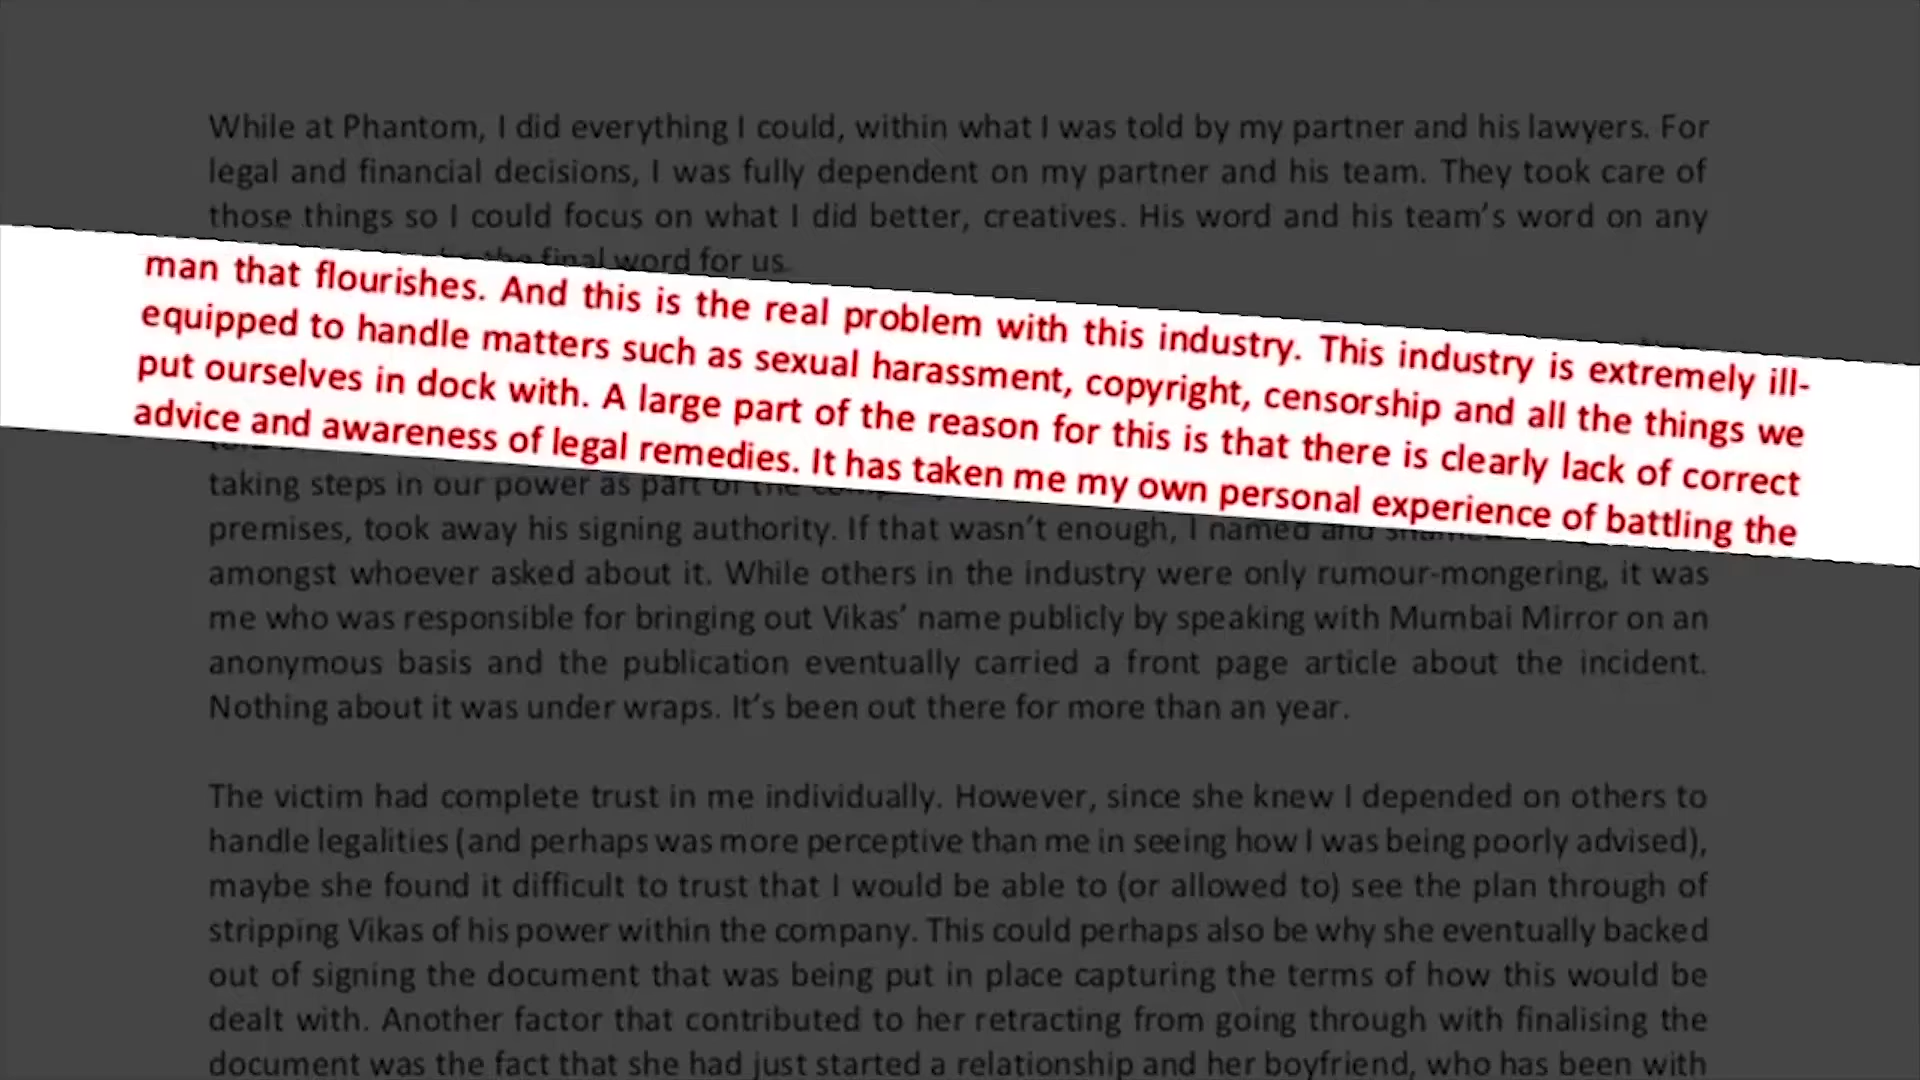 While at Phantom, I did everything I could, within what I was told by my partner and his lawyers. For
legal and financial decisions, I was fully dependent on my partner and his team. They took care of
those things so I could focus on what I did better, creatives. His word and his team's word on any
final word for us.
man that flourishes. And this is the real problem with this industry. This industry is extremely ill-
equipped to handle matters such as sexual harassment, copyright, censorship and all the things we
put ourselves in dock with. A large part of the reason for this is that there is clearly lack of correct
advice and awareness of legal remedies. It has taken me my own personal experience of battling the
taking steps in our power as part of the
premises, took away his signing authority. If that wasn't enough, I named and
amongst whoever asked about it. While others in the industry were only rumour-mongering, it was
me who was responsible for bringing out Vikas' name publicly by speaking with Mumbai Mirror on an
anonymous basis and the publication eventually carried a front page article about the incident.
Nothing about it was under wraps. It's been out there for more than an year.
The victim had complete trust in me individually. However, since she knew I depended on others to
handle legalities (and perhaps was more perceptive than me in seeing how I was being poorly advised),
maybe she found it difficult to trust that I would be able to (or allowed to) see the plan through of
stripping Vikas of his power within the company. This could perhaps also be why she eventually backed
out of signing the document that was being put in place capturing the terms of how this would be
dealt with. Another factor that contributed to her retracting from going through with finalising the
document was the fact that she had just started a relationship and her boyfriend, who has been with